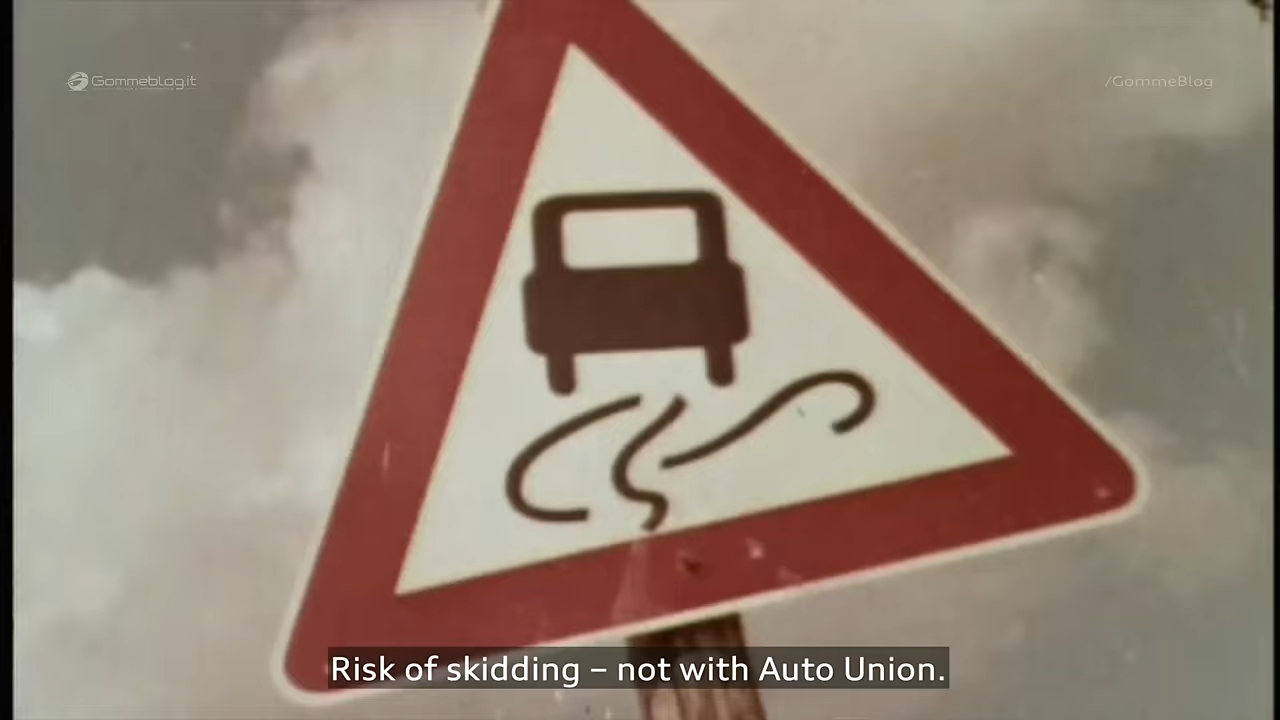 Gommeblog.it
/GommeBlog
Risk of skidding – not with Auto Union.